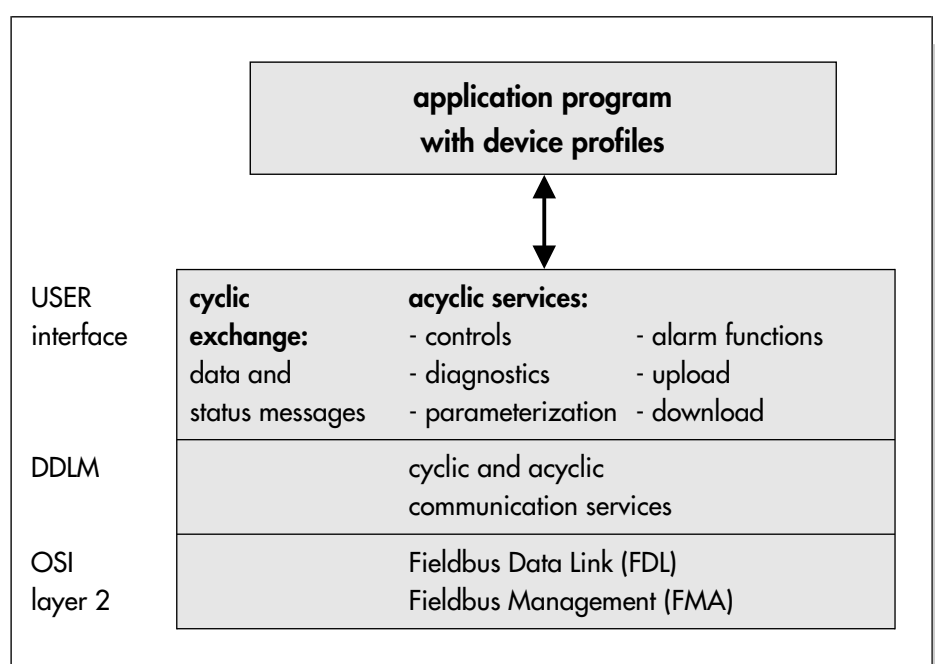 application program
with device profiles
USER
interface
cyclic
exchange:
data and
status messages
acyclic services:
- controls
- diagnostics
- parameterization
- alarm functions
- upload
- download
DDLM
cyclic and acyclic
communication services
OSI
layer 2
Fieldbus Data Link (FDL)
Fieldbus Management (FMA)